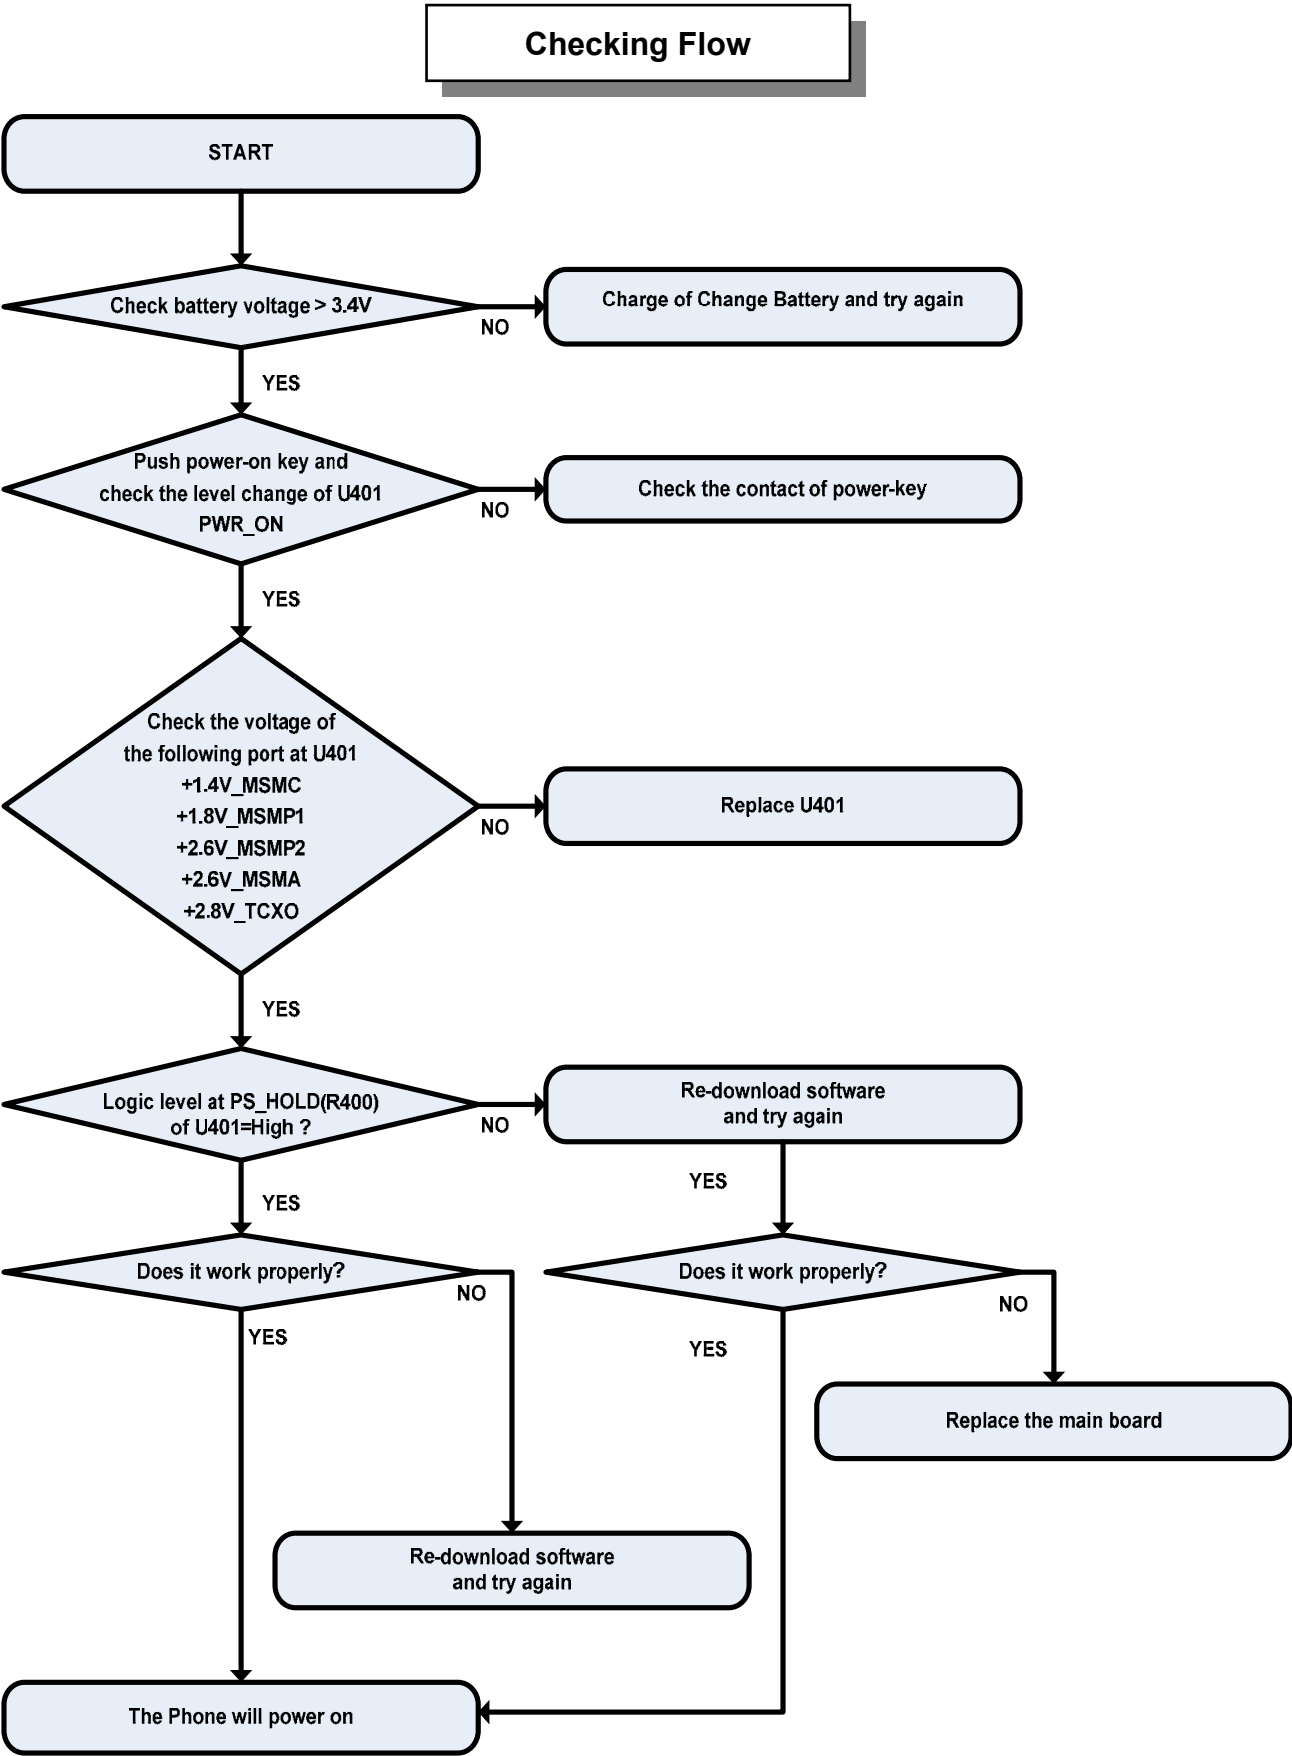 Checking Flow
START
Check battery voltage > 3.4V
NO
Charge of Change Battery and try again
YES
Push power-on key and
check the level change of U401
PWR_ON
NO
Check the contact of power-key
YES
Check the voltage of
the following port at U401
+1.4V_MSMC
+1.8V_MSMP1
+2.6V_MSMP2
+2.6V_MSMA
+2.8V_TCXO
NO
Replace U401
YES
Logic level at PS_HOLD(R400)
of U401=High ?
NO
Re-download software
and try again
YES
YES
Does it work properly?
NO
Does it work properly?
NO
YES
YES
Replace the main board
Re-download software
and try again
The Phone will power on